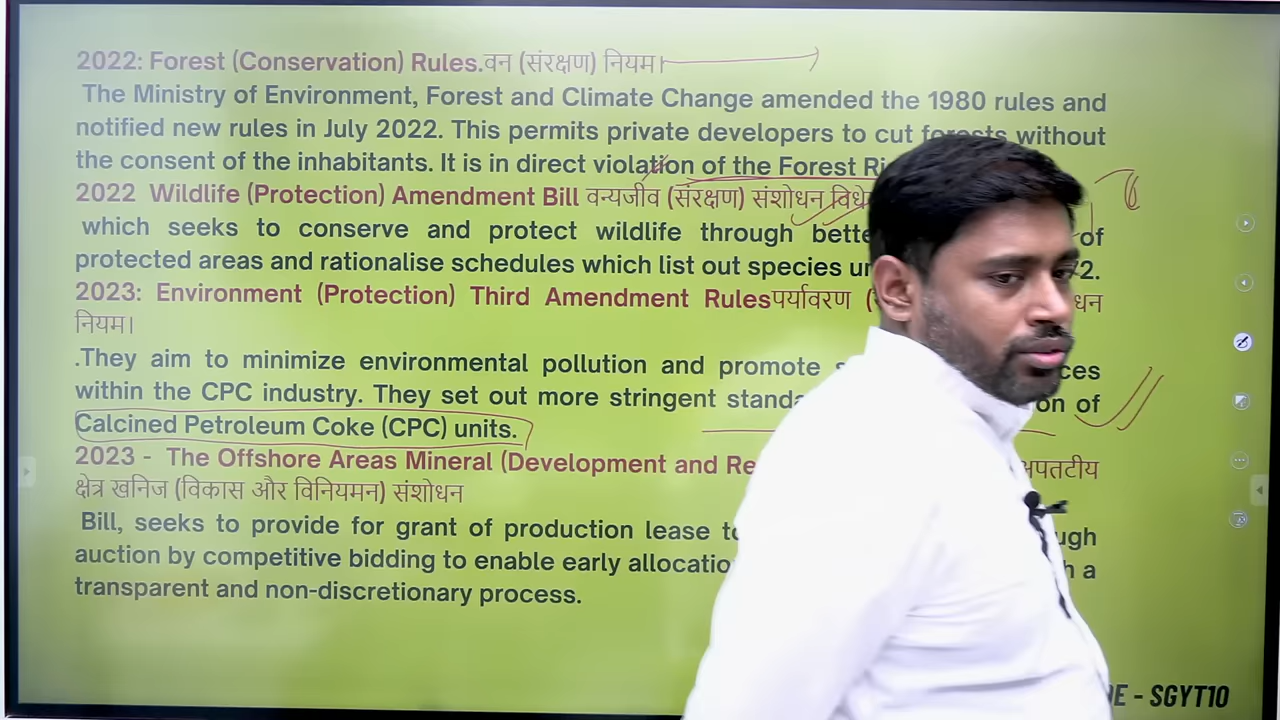 2022: Forest (Conservation) Rules.वन (संरक्षण) नियम।
The Ministry of Environment, Forest and Climate Change amended the 1980 rules and
notified new rules in July 2022. This permits private developers to cut forests without
the consent of the inhabitants. It is in direct violation of the Forest
2022 Wildlife (Protection) Amendment Bill वन्यजीव (संरक्षण) संशोधन
which seeks to conserve and protect wildlife through of
protected areas and rationalise schedules which list out species
2023: Environment (Protection) Third Amendment Rulesपर्यावरण
नियम।
.They aim to minimize environmental pollution and promote
within the CPC industry. They set out more stringent of
Calcined Petroleum Coke (CPC) units.
2023 - The Offshore Areas Mineral (Development and अपतटीय
क्षेत्र खनिज (विकास और विनियमन) संशोधन
Bill, seeks to provide for grant of production lease
auction by competitive bidding to enable early a
transparent and non-discretionary process.
- SGYT10